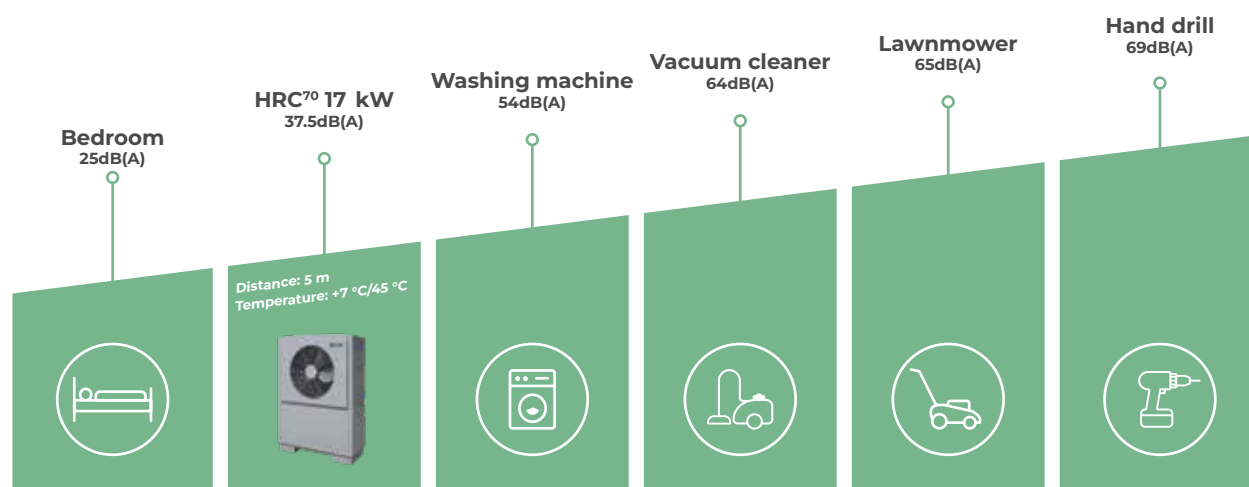 Bedroom
25dB(A)
HRC⁷⁰ 17 kW
37.5dB(A)
Distance: 5 m
Temperature: +7 °C/45 °C
Washing machine
54dB(A)
Vacuum cleaner
64dB(A)
Lawnmower
65dB(A)
Hand drill
69dB(A)